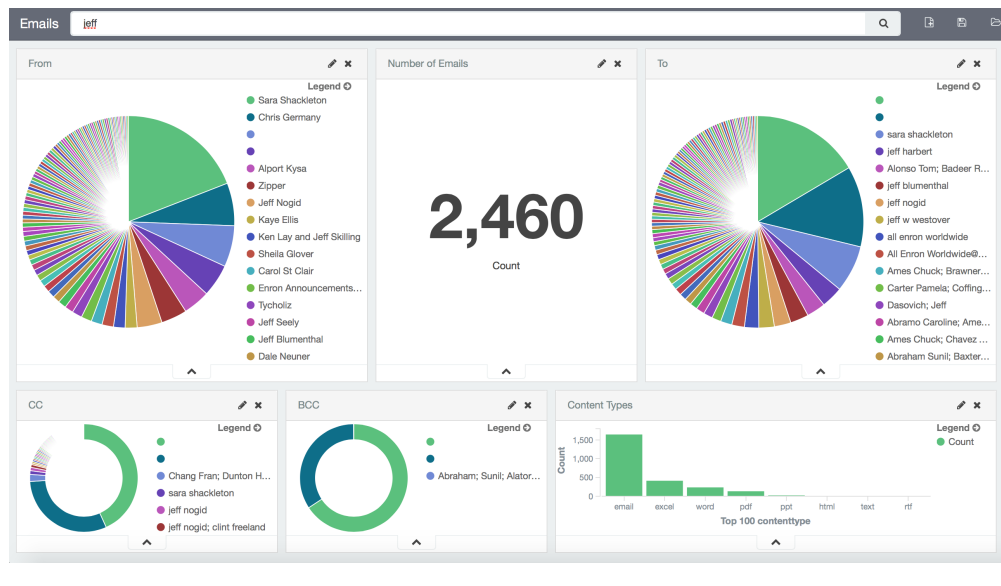 Emails
jeff
From
Legend
Sara Shackleton
Chris Germany
Alport Kysa
Zipper
Jeff Nogid
Kaye Ellis
Ken Lay and Jeff Skilling
Sheila Glover
Carol St Clair
Enron Announcements...
Tycholiz
Jeff Seely
Jeff Blumenthal
Dale Neuner
Number of Emails
2,460
Count
To
Legend
sara shackleton
jeff harbert
Alonso Tom; Badeer R...
jeff blumenthal
jeff nogid
jeff w westover
all enron worldwide
All Enron Worldwide@...
Ames Chuck; Brawner...
Carter Pamela; Coffing...
Dasovich; Jeff
Abramo Caroline; Ame...
Ames Chuck; Chavez ...
Abraham Sunil; Baxter...
CC
Legend
Chang Fran; Dunton H...
sara shackleton
jeff nogid
jeff nogid; clint freeland
BCC
Legend
Abraham; Sunil; Alator...
Content Types
Legend
Count
Count
1,500
1,000
500
0
email excel word pdf ppt html text rtf
Top 100 contenttype